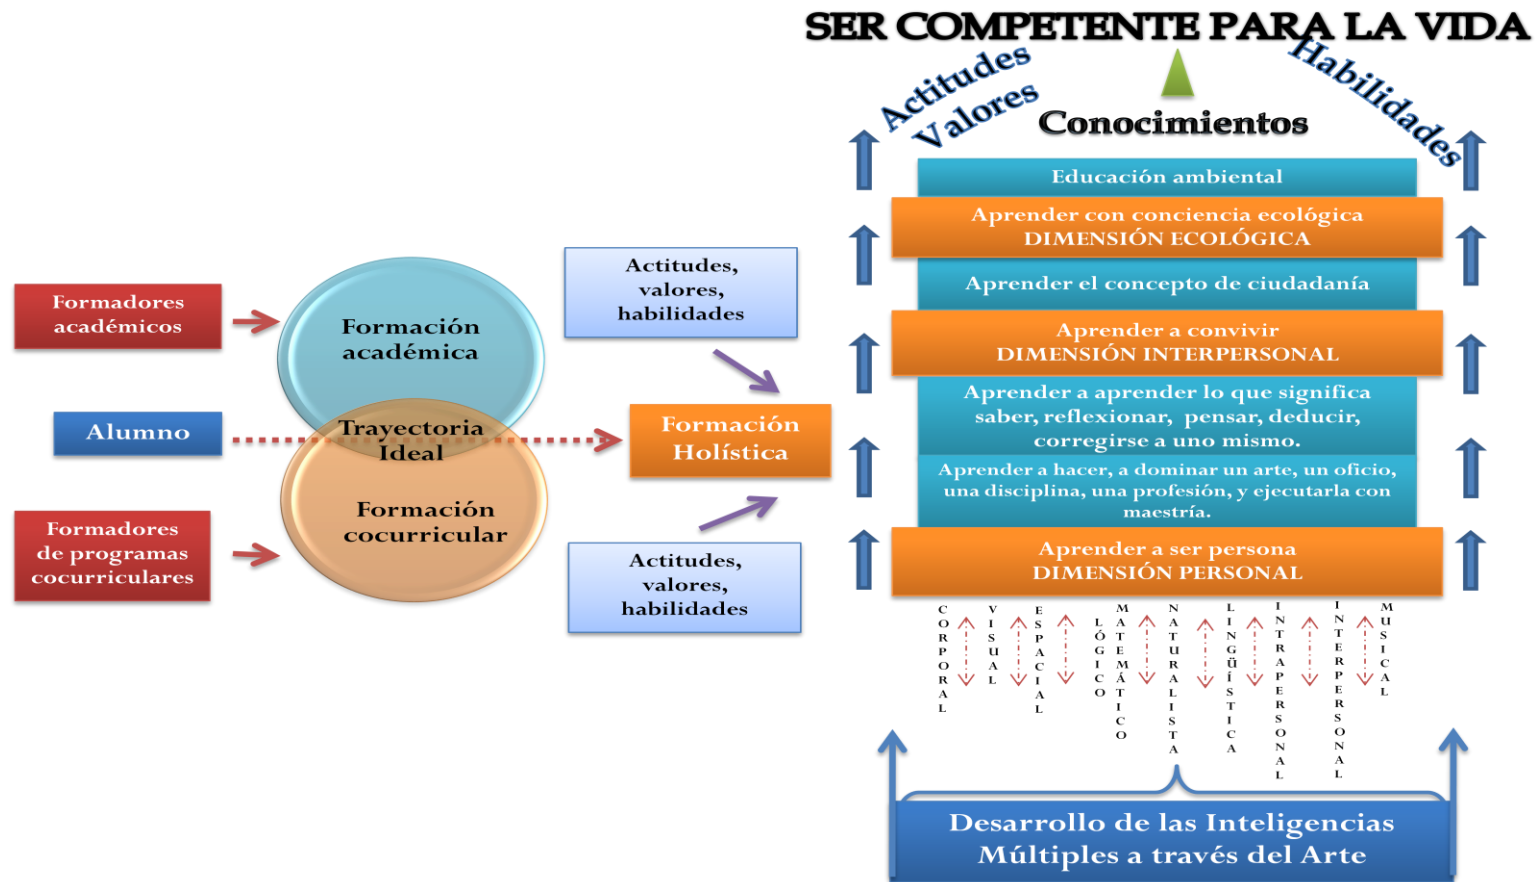 SER COMPETENTE PARA LA VIDA
Actitudes
Valores
Habilidades
Conocimientos
Educación ambiental
Aprender con conciencia ecológica
DIMENSIÓN ECOLÓGICA
Aprender el concepto de ciudadanía
Aprender a convivir
DIMENSIÓN INTERPERSONAL
Aprender a aprender lo que significa
saber, reflexionar, pensar, deducir,
corregirse a uno mismo.
Aprender a hacer, a dominar un arte, un oficio,
una disciplina, una profesión, y ejecutarla con
maestría.
Aprender a ser persona
DIMENSIÓN PERSONAL
CORPORAL
VISUAL
ESPACIAL
LÓGICO
MATEMÁTICO
NATURALISTA
LINGÜÍSTICA
INTRAPERSONAL
INTERPERSONAL
MUSICAL
Desarrollo de las Inteligencias
Múltiples a través del Arte
Formadores
académicos
Alumno
Formadores
de programas
cocurriculares
Formación
académica
Trayectoria
Ideal
Formación
cocurricular
Actitudes,
valores,
habilidades
Formación
Holística
Actitudes,
valores,
habilidades